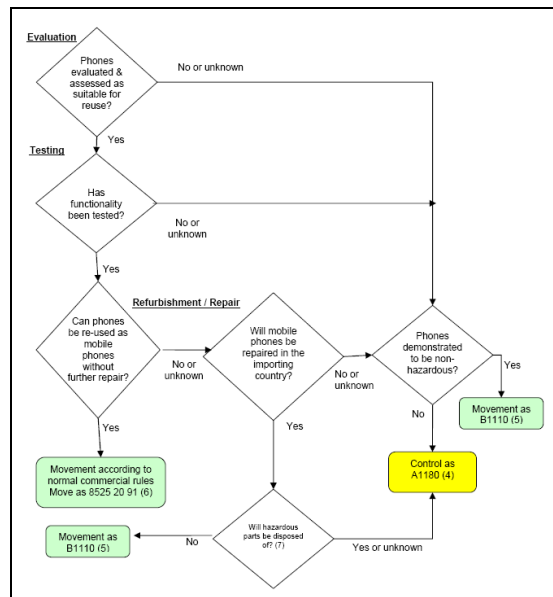 Evaluation
Phones
evaluated &
assessed as
suitable for
reuse?
No or unknown
Yes
Testing
Has
functionality
been tested?
No or
unknown
Yes
Refurbishment / Repair
Can phones
be re-used as
mobile
phones
without
further repair?
No or
unknown
Will mobile
phones be
repaired in the
importing
country?
No or
unknown
Phones
demonstrated
to be non-
hazardous?
Yes
Movement as
B1110 (5)
No
Yes
Yes
Movement according to
normal commercial rules
Move as 8525 20 91 (6)
Control as
A1180 (4)
Will hazardous
parts be disposed
of? (7)
No
Movement as
B1110 (5)
Yes or unknown